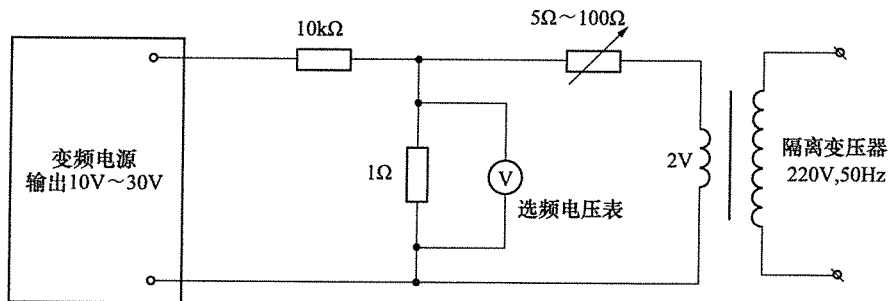 10kΩ
5Ω～100Ω
变频电源
输出10V～30V
1Ω
V
选频电压表
2V
隔离变压器
220V,50Hz